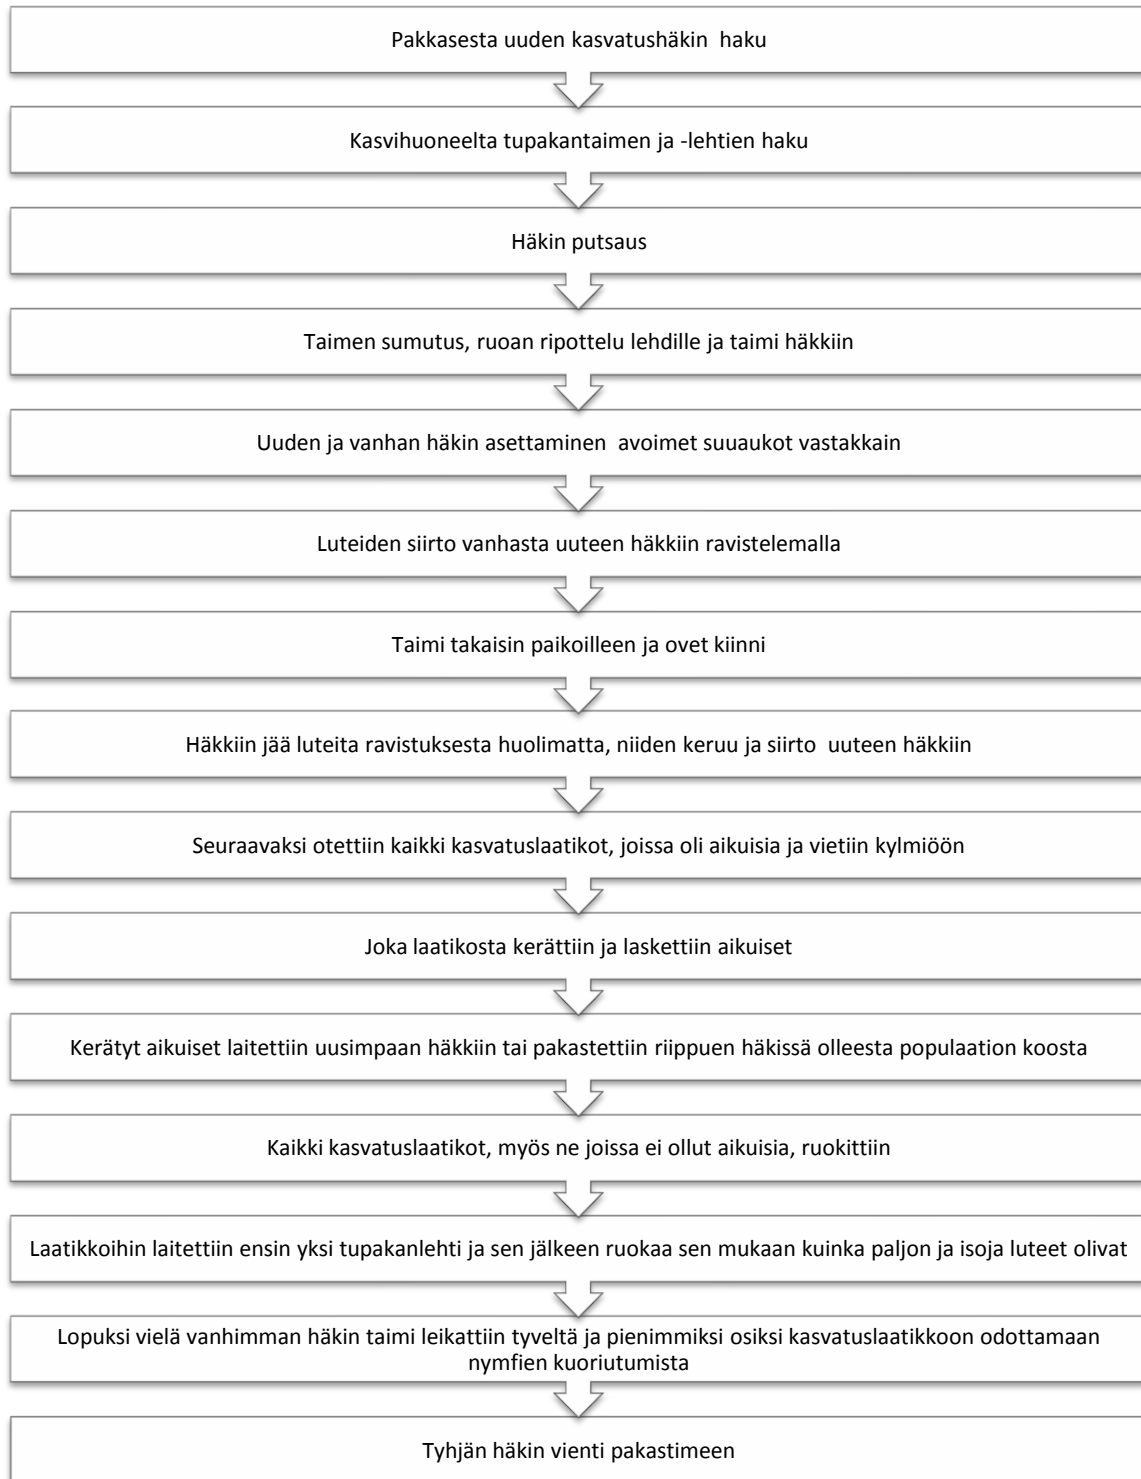 Pakkasesta uuden kasvatushäkin  haku
Kasvihuoneelta tupakantaimen ja -lehtien haku
Häkin putsaus
Taimen sumutus, ruoan ripottelu lehdille ja taimi häkkiin
Uuden ja vanhan häkin asettaminen  avoimet suuaukot vastakkain
Luteiden siirto vanhasta uuteen häkkiin ravistelemalla
Taimi takaisin paikoilleen ja ovet kiinni
Häkkiin jää luteita ravistuksesta huolimatta, niiden keruu ja siirto  uuteen häkkiin
Seuraavaksi otettiin kaikki kasvatuslaatikot, joissa oli aikuisia ja vietiin kylmiöön
Joka laatikosta kerättiin ja laskettiin aikuiset
Kerätyt aikuiset laitettiin uusimpaan häkkiin tai pakastettiin riippuen häkissä olleesta populaation koosta
Kaikki kasvatuslaatikot, myös ne joissa ei ollut aikuisia, ruokittiin
Laatikkoihin laitettiin ensin yksi tupakanlehti ja sen jälkeen ruokaa sen mukaan kuinka paljon ja isoja luteet olivat
Lopuksi vielä vanhimman häkin taimi leikattiin tyveltä ja pienimmiksi osiksi kasvatuslaatikkoon odottamaan
nymfien kuoriutumista
Tyhjän häkin vienti pakastimeen